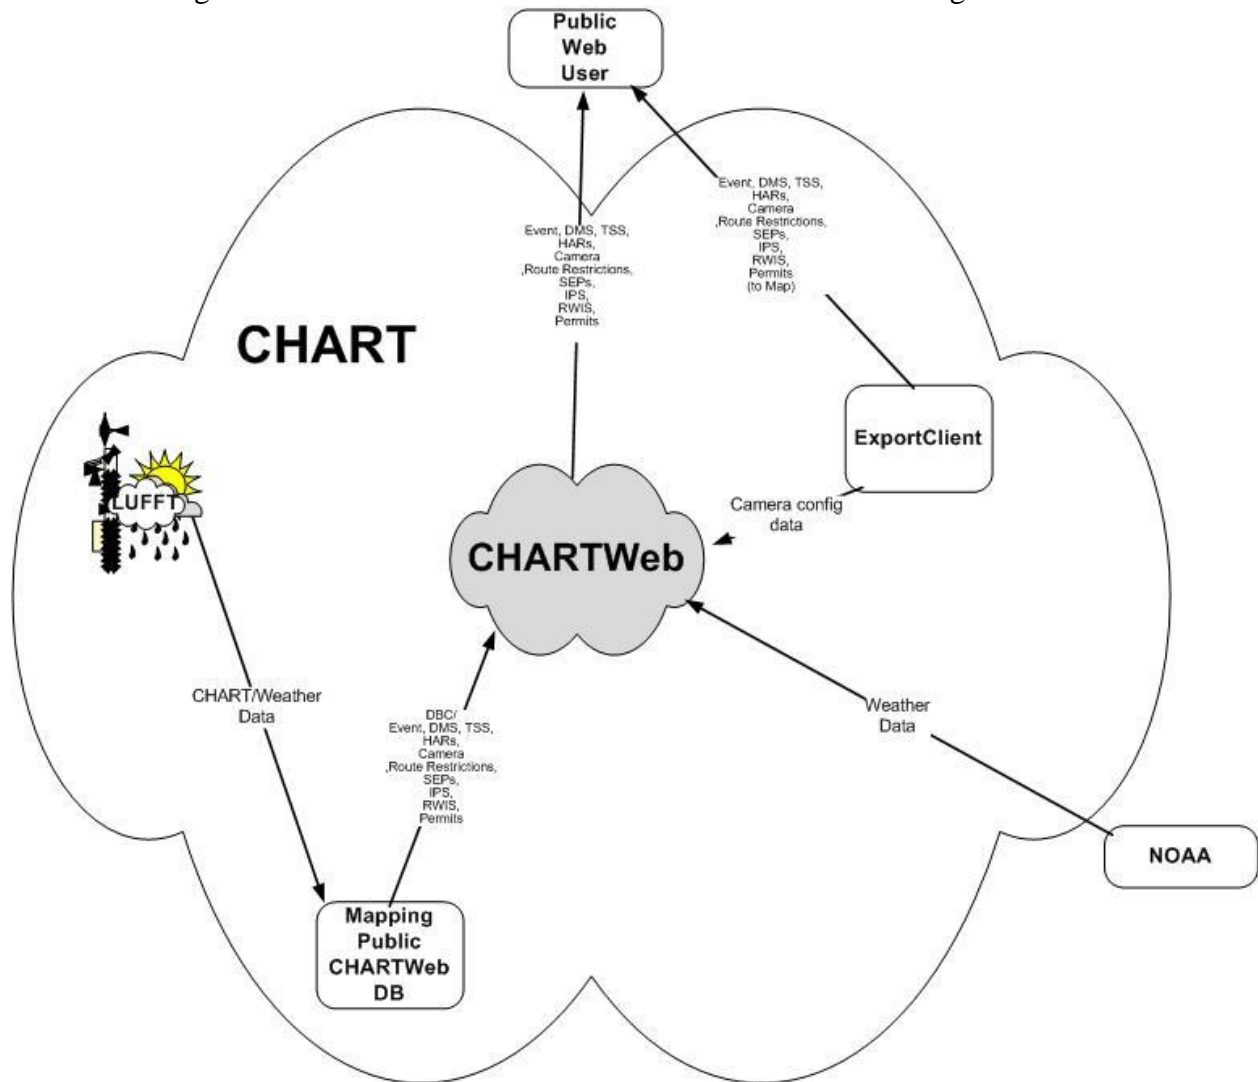 Public
Web
User
Event, DMS, TSS,
HARs,
Camera
,Route Restrictions,
SEPs,
IPS,
RWIS,
Permits
(to Map)
Event, DMS, TSS,
HARs,
Camera
,Route Restrictions,
SEPs,
IPS,
RWIS,
Permits
CHART
ExportClient
LUFFT
Camera config
data
CHARTWeb
CHART/Weather
Data
DBC/
Event, DMS, TSS,
HARs,
Camera
,Route Restrictions,
SEPs,
IPS,
RWIS,
Permits
Weather
Data
NOAA
Mapping
Public
CHARTWeb
DB